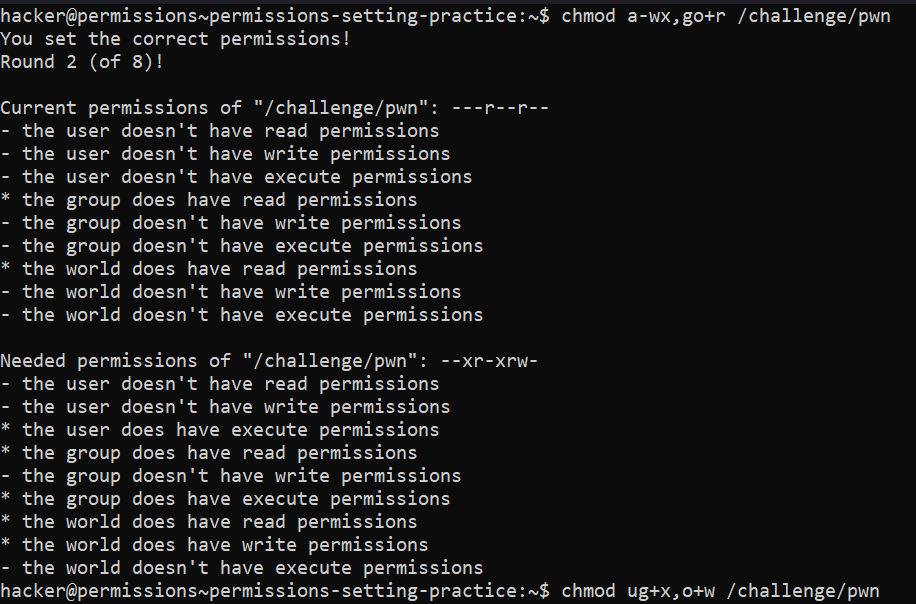 hacker@permissions~permissions-setting-practice:~$ chmod a-wx,go+r /challenge/pwn
You set the correct permissions!
Round 2 (of 8)!
Current permissions of "/challenge/pwn": ---r--r--
- the user doesn't have read permissions
- the user doesn't have write permissions
- the user doesn't have execute permissions
* the group does have read permissions
- the group doesn't have write permissions
- the group doesn't have execute permissions
* the world does have read permissions
- the world doesn't have write permissions
- the world doesn't have execute permissions
Needed permissions of "/challenge/pwn": --xr-xrw-
- the user doesn't have read permissions
- the user doesn't have write permissions
* the user does have execute permissions
* the group does have read permissions
- the group doesn't have write permissions
* the group does have execute permissions
* the world does have read permissions
* the world does have write permissions
- the world doesn't have execute permissions
hacker@permissions~permissions-setting-practice:~$ chmod ug+x,o+w /challenge/pwn